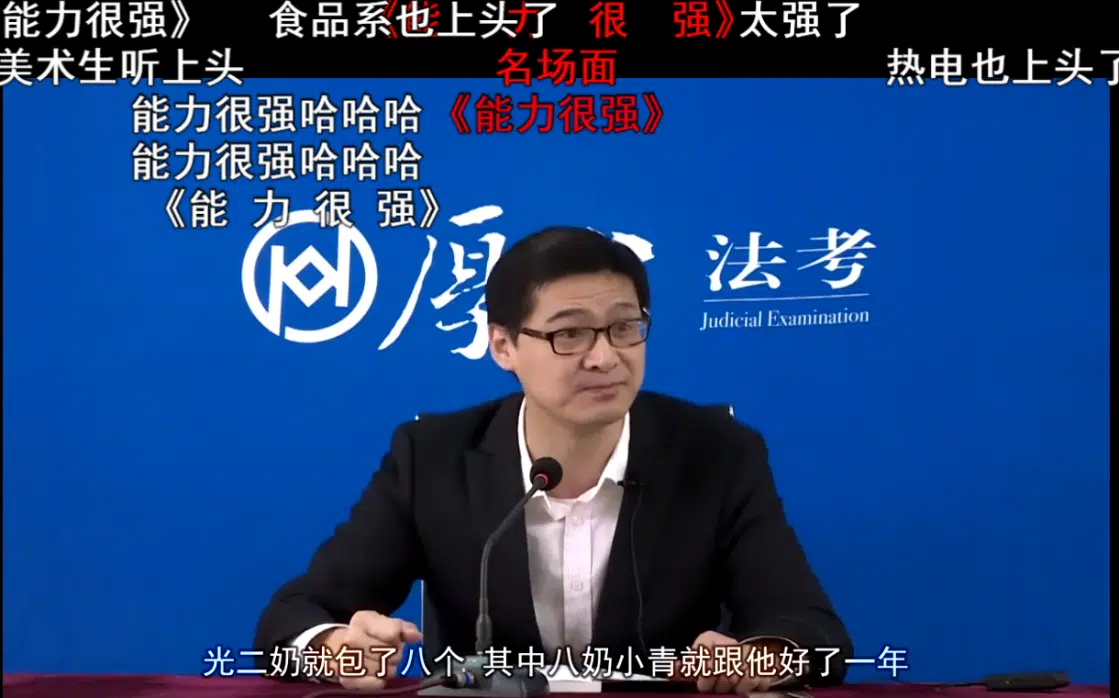 能力很强》 食品系也上头了 《能 力 很 强》 太强了
美术生听上头 名场面 热电也上头了
能力很强哈哈哈 《能力很强》
能力很强哈哈哈
《能 力 很 强》
厚 法考
Judicial Examination
光二奶就包了八个 其中八奶小青就跟他好了一年